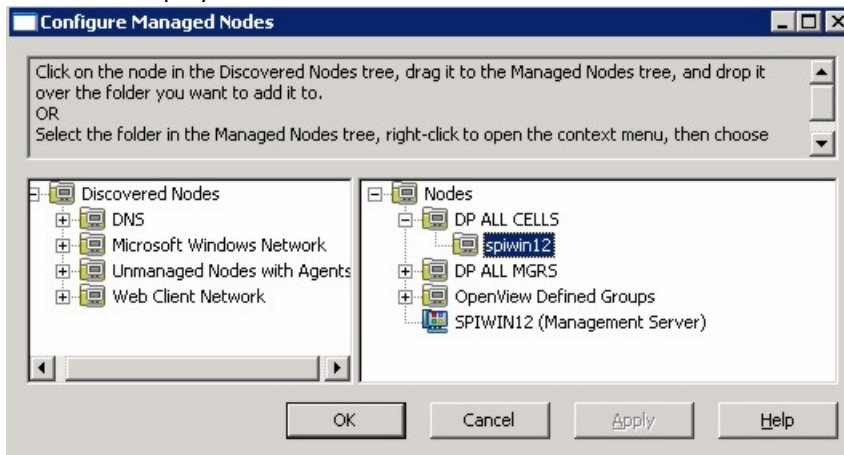 Configure Managed Nodes
Click on the node in the Discovered Nodes tree, drag it to the Managed Nodes tree, and drop it
over the folder you want to add it to.
OR
Select the folder in the Managed Nodes tree, right-click to open the context menu, then choose
Discovered Nodes
DNS
Microsoft Windows Network
Unmanaged Nodes with Agents
Web Client Network
Nodes
DP ALL CELLS
spiwin12
DP ALL MGRS
OpenView Defined Groups
SPIWIN12 (Management Server)
OK
Cancel
Apply
Help